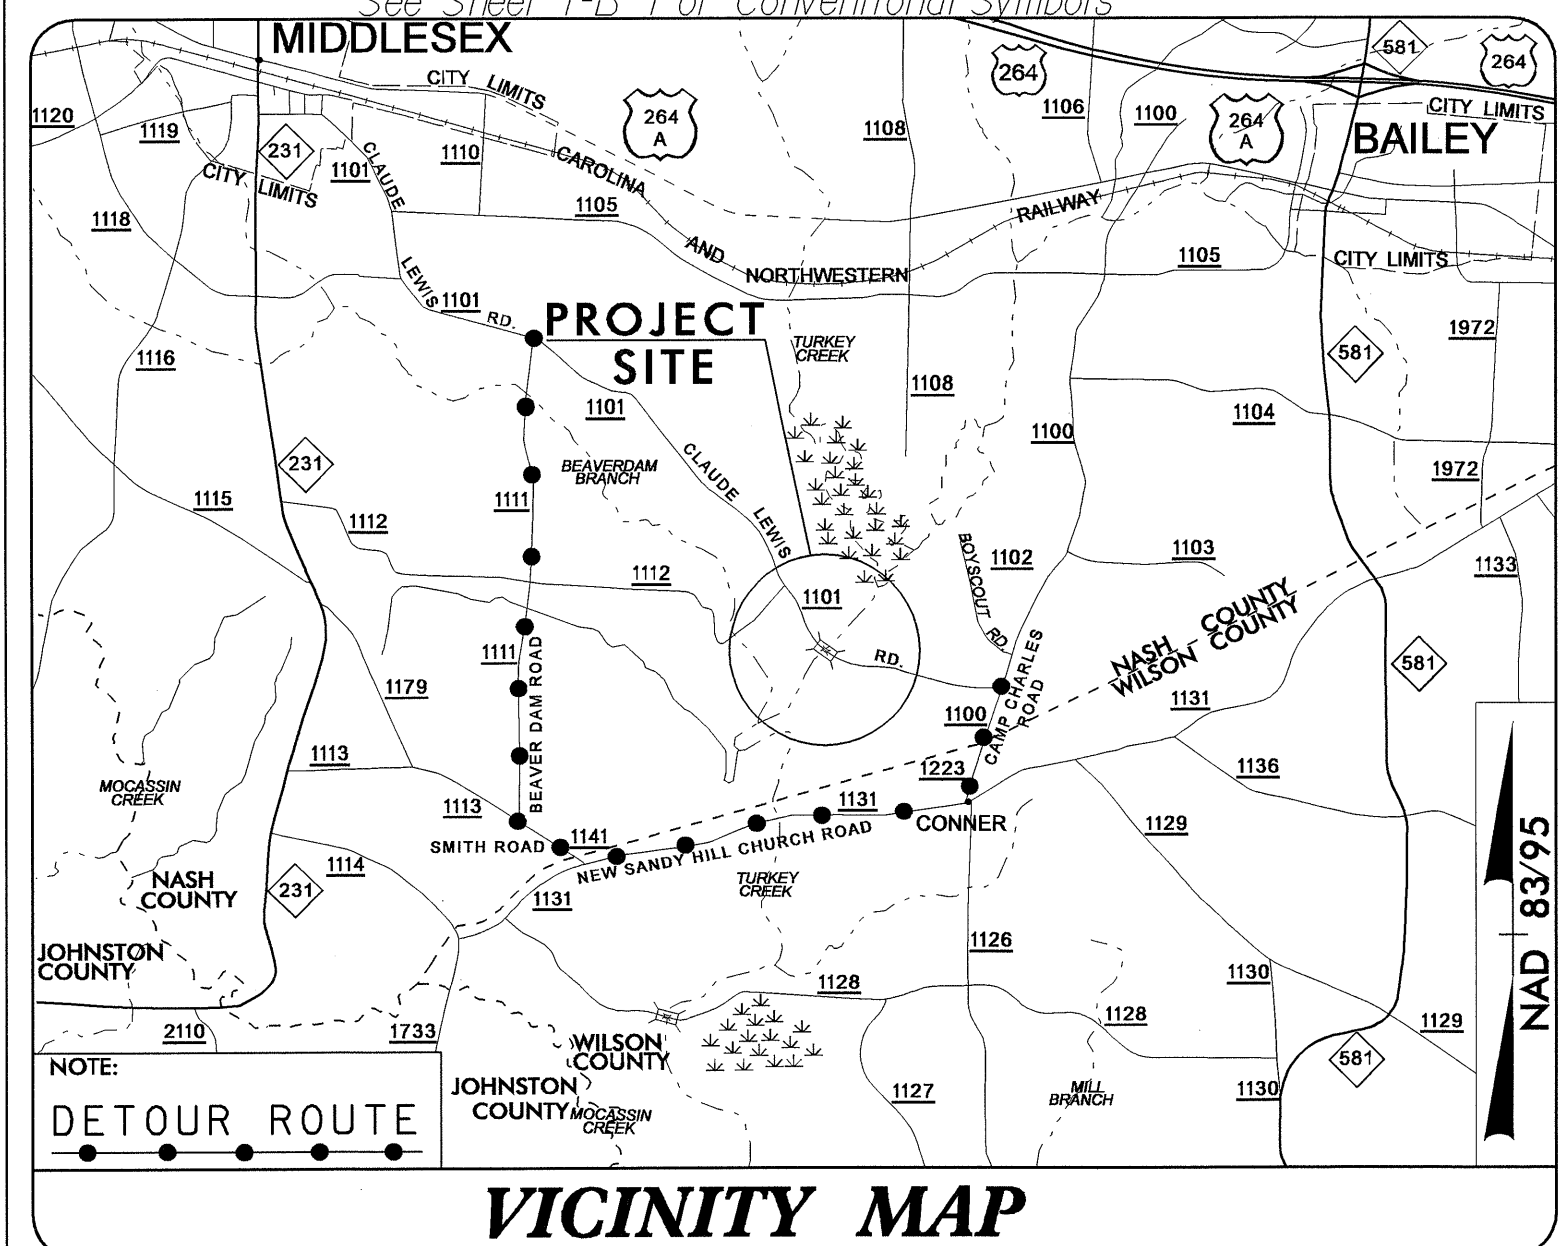 See Sheet 1-B For Conventional Symbols
MIDDLESEX
581
264
264
CITY LIMITS
264
A
1106
1100
264
A
CITY LIMITS
BAILEY
1120
1119
231
1101
CLAUDE
1110
CAROLINA
1108
CITY LIMITS
1118
1105
RAILWAY
AND
NORTHWESTERN
1105
CITY LIMITS
LEWIS
1101
RD.
PROJECT
SITE
TURKEY
CREEK
1972
581
1116
1108
1101
1104
1100
231
BEAVERDAM
BRANCH
CLAUDE
LEWIS
1972
1115
1111
1112
1112
BOYSCOUT
RD.
1102
1103
1133
1101
NASH COUNTY
WILSON COUNTY
1111
RD.
581
1179
1131
BEAVER DAM ROAD
1100
CAMP CHARLES
ROAD
1113
1223
1136
MOCASSIN
CREEK
1113
1131
CONNER
1129
SMITH ROAD
1141
NEW SANDY HILL CHURCH ROAD
1114
TURKEY
CREEK
NASH
COUNTY
231
1131
NAD 83/95
JOHNSTON
COUNTY
1126
1128
1130
1128
1129
2110
1733
WILSON
COUNTY
581
NOTE:
JOHNSTON
COUNTY
MOCASSIN
CREEK
1127
MILL
BRANCH
1130
DETOUR ROUTE
VICINITY MAP